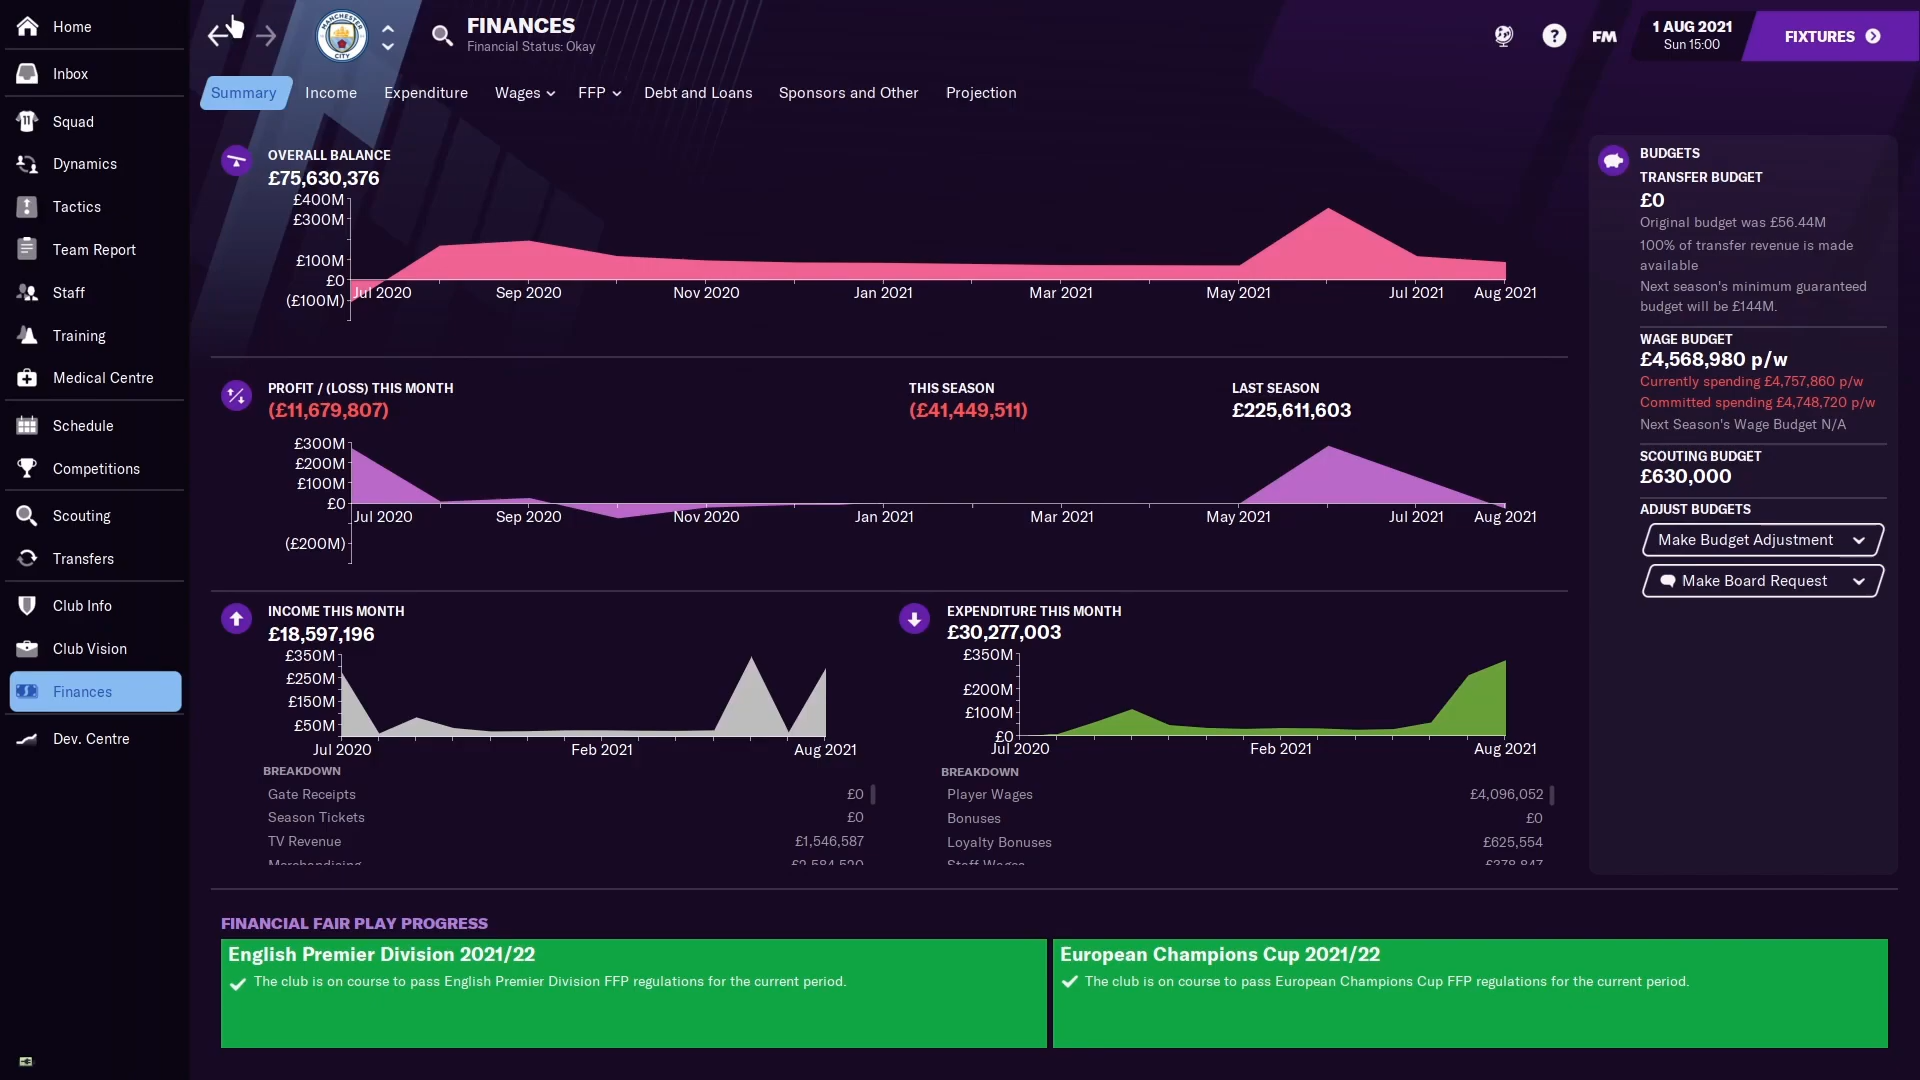 Home
Inbox
Squad
Dynamics
Tactics
Team Report
Staff
Training
Medical Centre
Schedule
Competitions
Scouting
Transfers
Club Info
Club Vision
Finances
Dev. Centre
MANCHESTER
CITY
FINANCES
Financial Status: Okay
?
FM
1 AUG 2021
Sun 15:00
FIXTURES
Summary
Income
Expenditure
Wages
FFP
Debt and Loans
Sponsors and Other
Projection
OVERALL BALANCE
£75,630,376
£400M
£300M
£100M
£0
(£100M)
Jul 2020
Sep 2020
Nov 2020
Jan 2021
Mar 2021
May 2021
Jul 2021
Aug 2021
PROFIT / (LOSS) THIS MONTH
(£11,679,807)
THIS SEASON
(£41,449,511)
LAST SEASON
£225,611,603
£300M
£200M
£100M
£0
(£200M)
Jul 2020
Sep 2020
Nov 2020
Jan 2021
Mar 2021
May 2021
Jul 2021
Aug 2021
INCOME THIS MONTH
£18,597,196
£350M
£250M
£150M
£50M
Jul 2020
Feb 2021
Aug 2021
BREAKDOWN
Gate Receipts £0
Season Tickets £0
TV Revenue £1,546,587
Merchandising £2,584,520
EXPENDITURE THIS MONTH
£30,277,003
£350M
£200M
£100M
£0
Jul 2020
Feb 2021
Aug 2021
BREAKDOWN
Player Wages £4,096,052
Bonuses £0
Loyalty Bonuses £625,554
Staff Wages £378,847
BUDGETS
TRANSFER BUDGET
£0
Original budget was £56.44M
100% of transfer revenue is made
available
Next season's minimum guaranteed
budget will be £144M.
WAGE BUDGET
£4,568,980 p/w
Currently spending £4,757,860 p/w
Committed spending £4,748,720 p/w
Next Season's Wage Budget N/A
SCOUTING BUDGET
£630,000
ADJUST BUDGETS
Make Budget Adjustment
Make Board Request
FINANCIAL FAIR PLAY PROGRESS
English Premier Division 2021/22
The club is on course to pass English Premier Division FFP regulations for the current period.
European Champions Cup 2021/22
The club is on course to pass European Champions Cup FFP regulations for the current period.